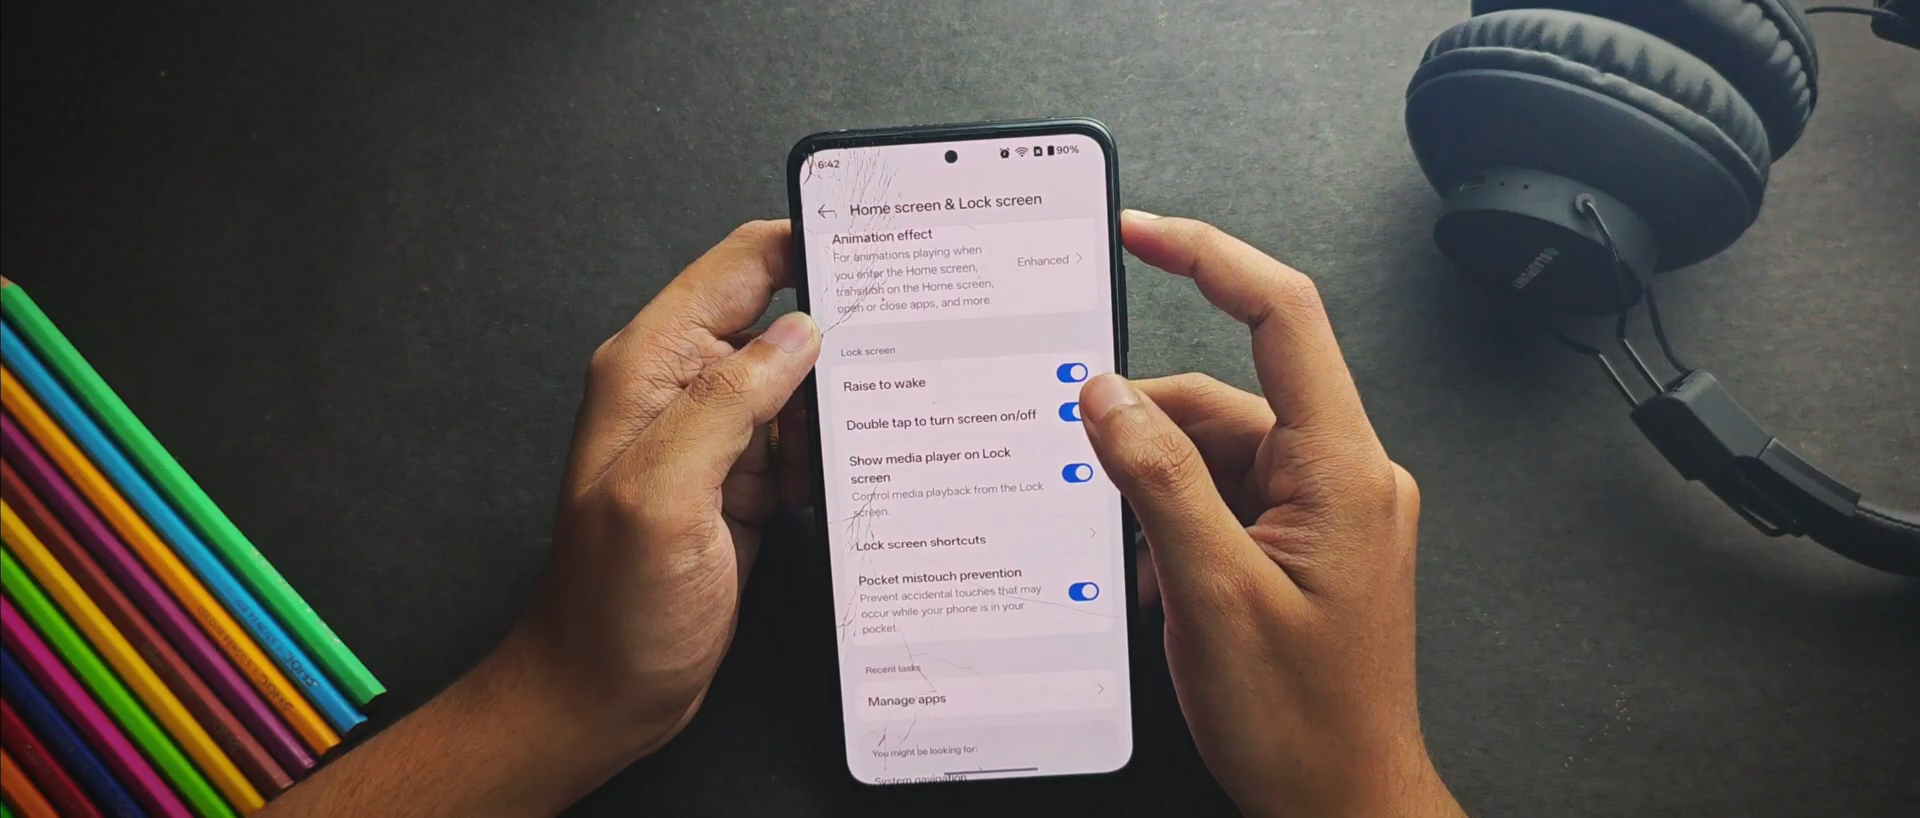 6:42
90%
Home screen & Lock screen
Animation effect
For animations playing when
you enter the Home screen,
transition on the Home screen,
open or close apps, and more.
Enhanced
Lock screen
Raise to wake
Double tap to turn screen on/off
Show media player on Lock
screen
Control media playback from the Lock
screen.
Lock screen shortcuts
Pocket mistouch prevention
Prevent accidental touches that may
occur while your phone is in your
pocket.
Recent tasks
Manage apps
You might be looking for:
System navigation